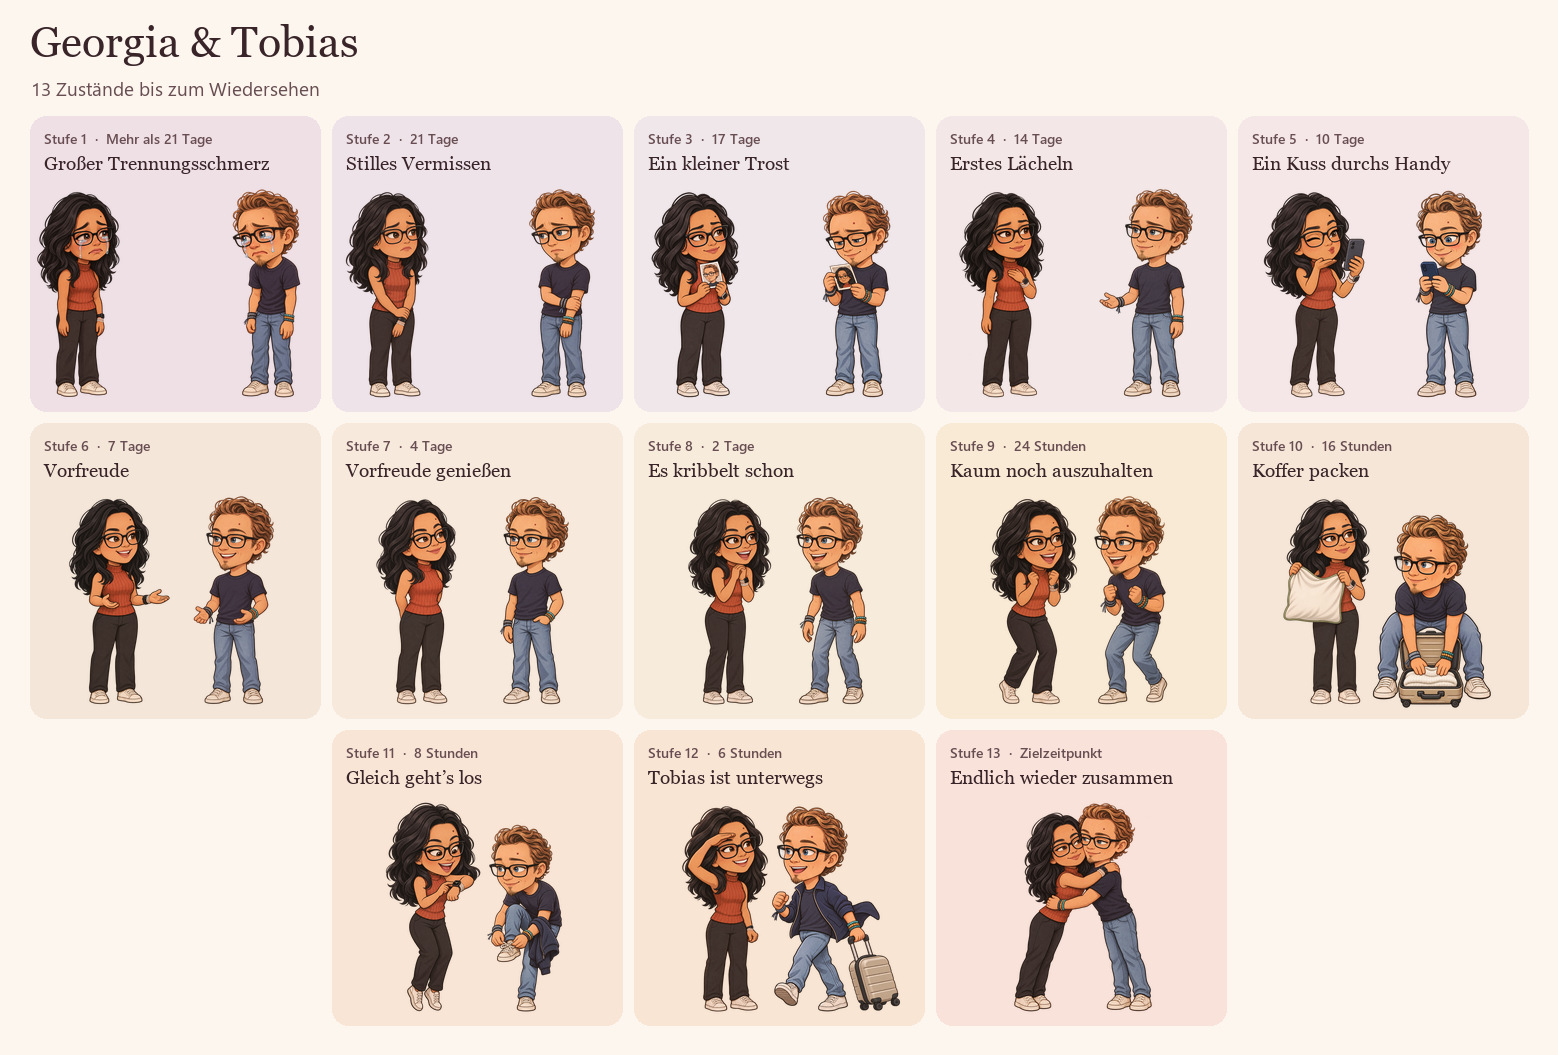 Georgia & Tobias
13 Zustände bis zum Wiedersehen
Stufe 1 · Mehr als 21 Tage
Großer Trennungsschmerz
Stufe 2 · 21 Tage
Stilles Vermissen
Stufe 3 · 17 Tage
Ein kleiner Trost
Stufe 4 · 14 Tage
Erstes Lächeln
Stufe 5 · 10 Tage
Ein Kuss durchs Handy
Stufe 6 · 7 Tage
Vorfreude
Stufe 7 · 4 Tage
Vorfreude genießen
Stufe 8 · 2 Tage
Es kribbelt schon
Stufe 9 · 24 Stunden
Kaum noch auszuhalten
Stufe 10 · 16 Stunden
Koffer packen
Stufe 11 · 8 Stunden
Gleich geht’s los
Stufe 12 · 6 Stunden
Tobias ist unterwegs
Stufe 13 · Zielzeitpunkt
Endlich wieder zusammen